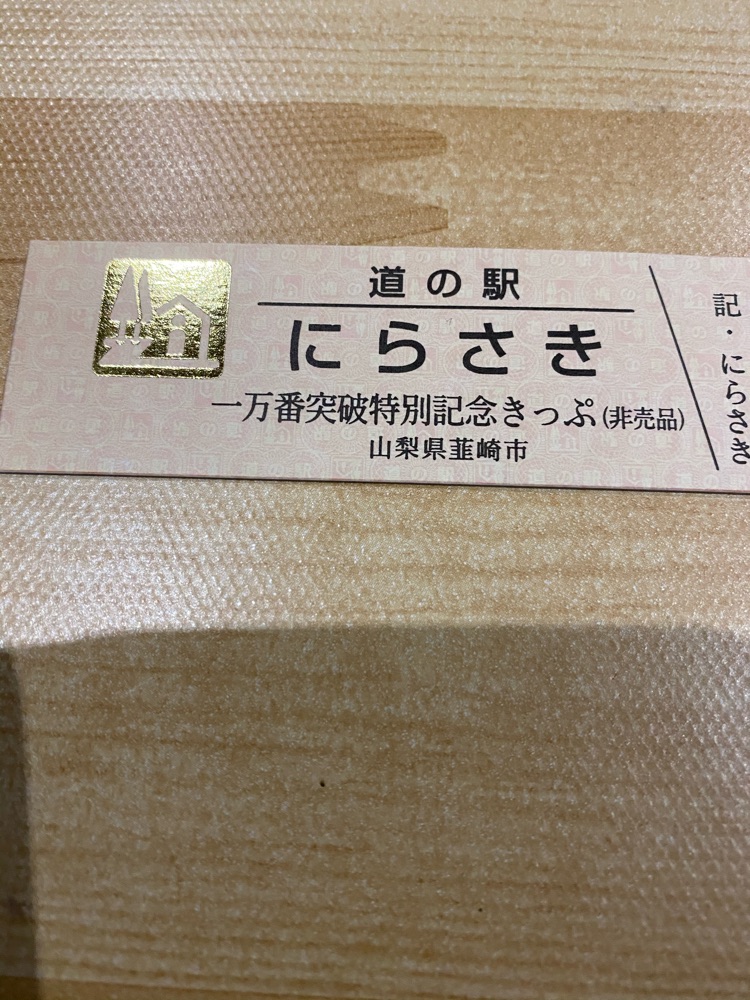 道の駅
にらさき
一万番突破特別記念きっぷ(非売品)
山梨県韮崎市
記・にらさき